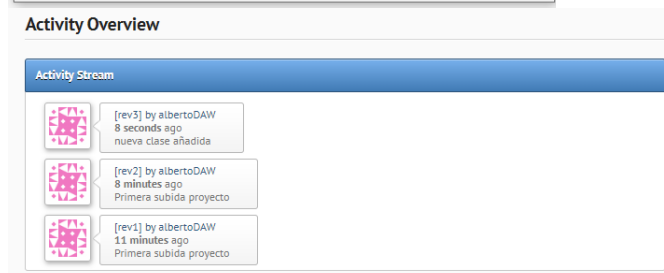 Activity Overview
Activity Stream
[rev3] by albertoDAW
8 seconds ago
nueva clase añadida
[rev2] by albertoDAW
8 minutes ago
Primera subida proyecto
[rev1] by albertoDAW
11 minutes ago
Primera subida proyecto